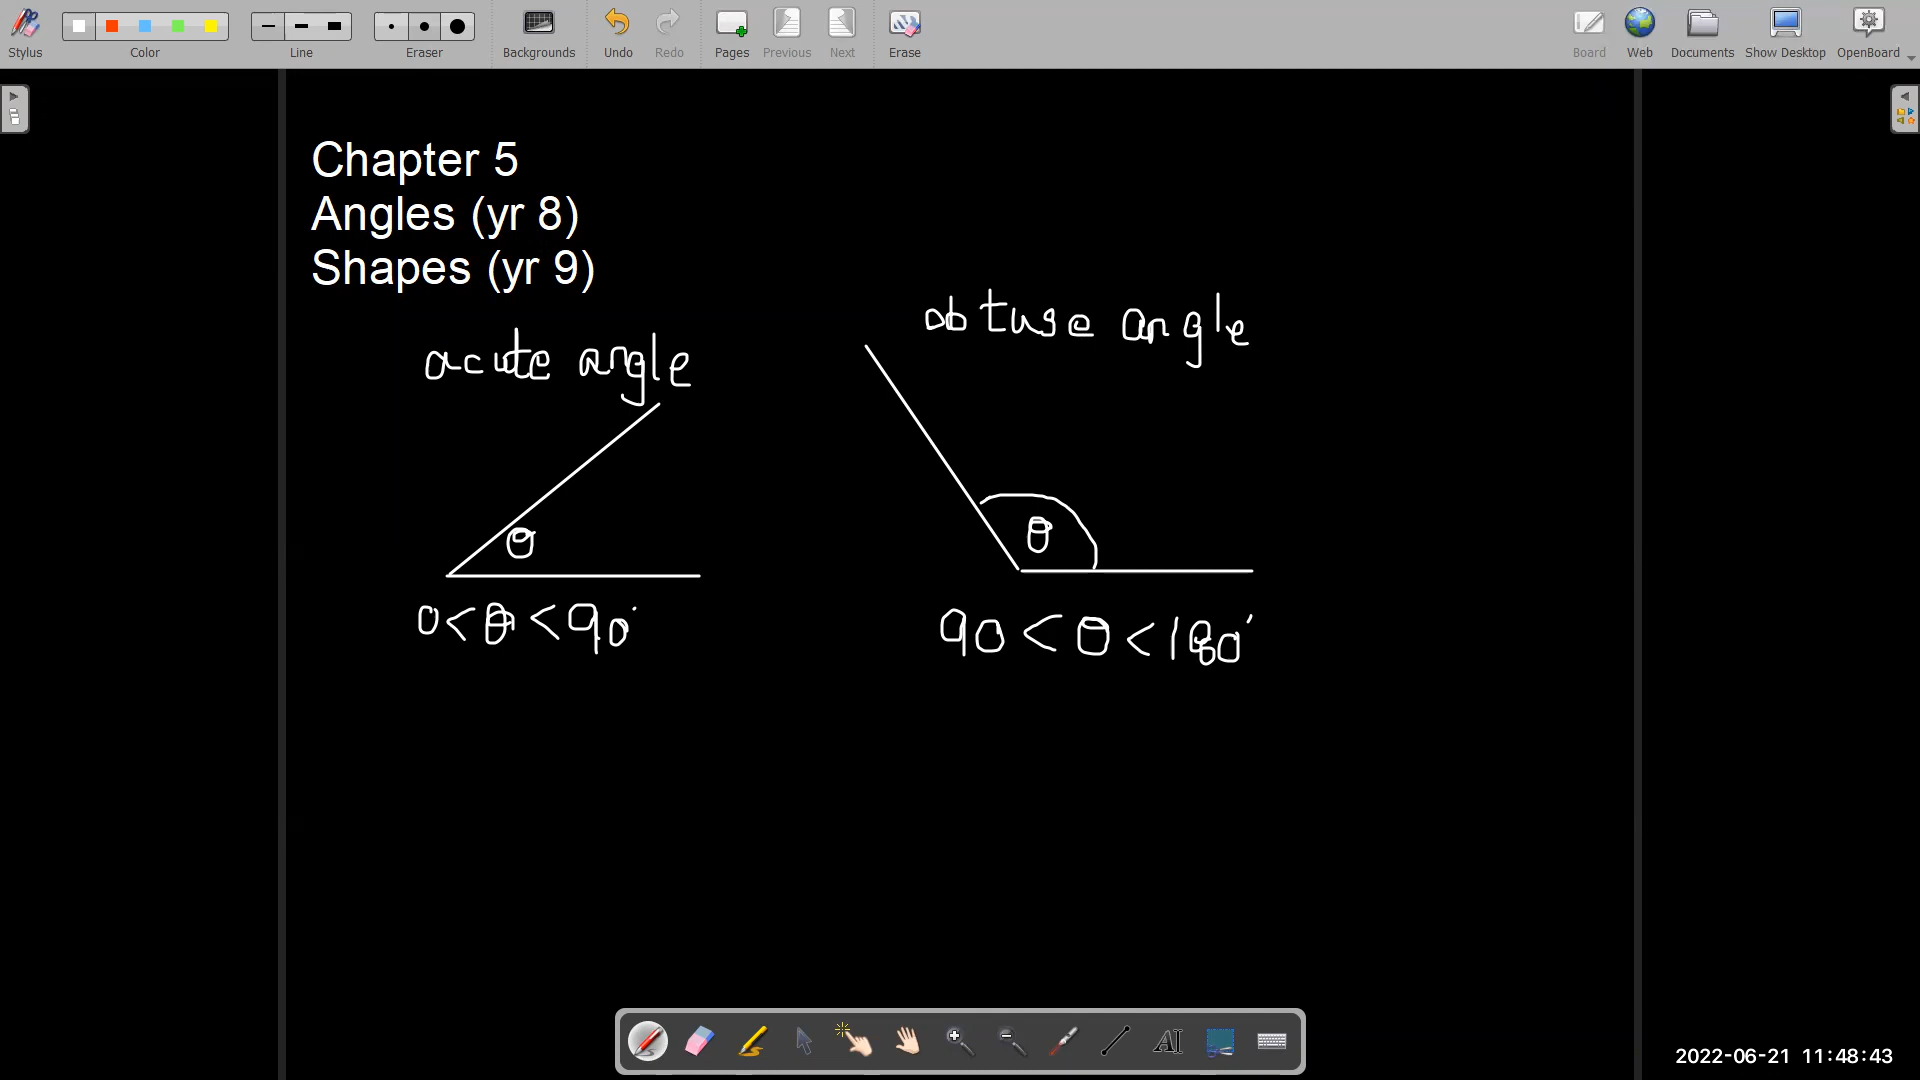 Stylus Color Line Eraser Backgrounds Undo Redo Pages Previous Next Erase Board Web Documents Show Desktop OpenBoard
Chapter 5
Angles (yr 8)
Shapes (yr 9)
acute angle
obtuse angle
θ
θ
0 < θ < 90°
90 < θ < 180°
AI
2022-06-21 11:48:43